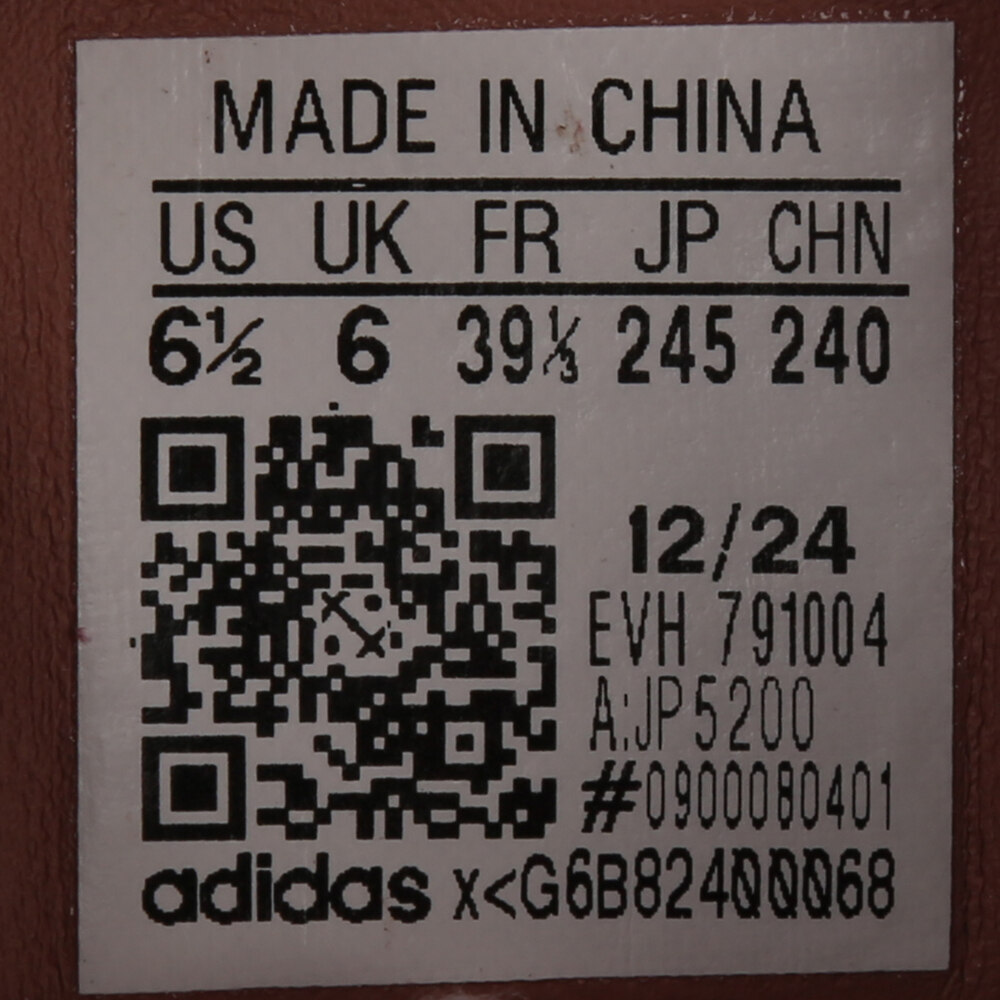 MADE IN CHINA
US UK FR JP CHN
6½ 6 39⅓ 245 240
12/24
EVH 791004
A:JP5200
#0900080401
adidas x<G6B82400068